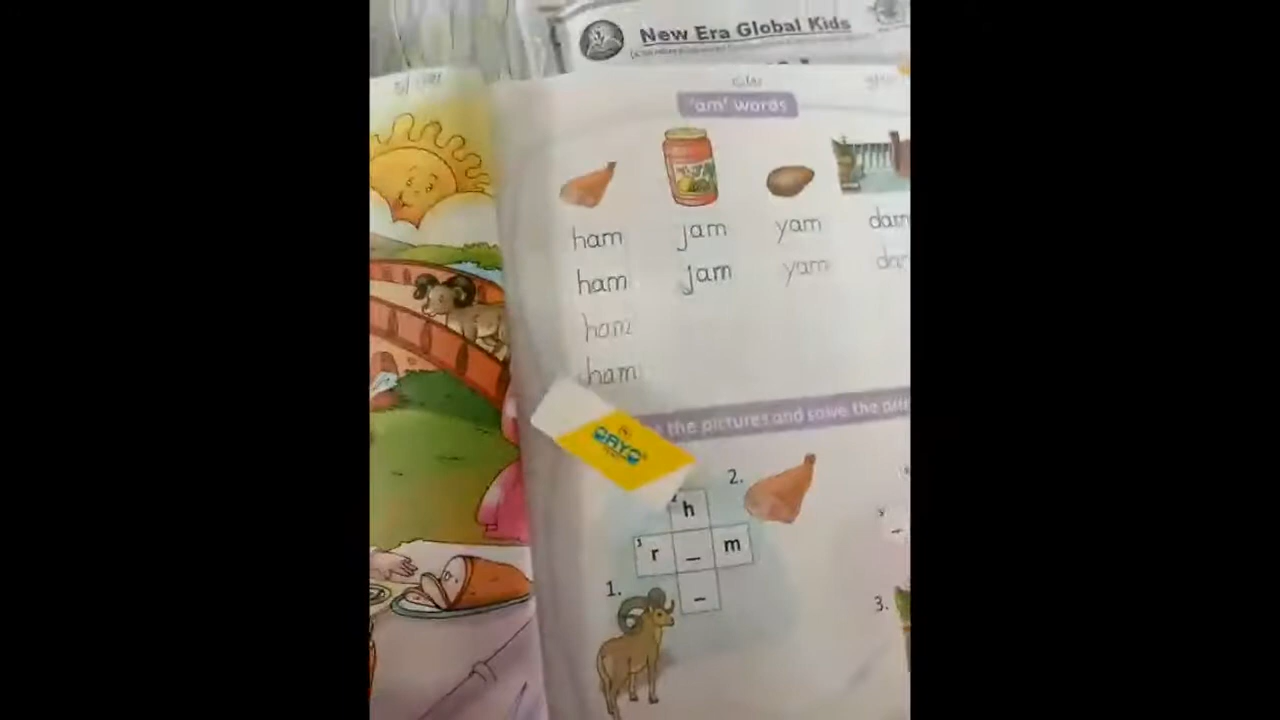 New Era Global Kids
'am' words
ham jam yam dam
ham jam yam
ham
ham
the pictures and solve the
2.
h
r _ m
_
1.
3.